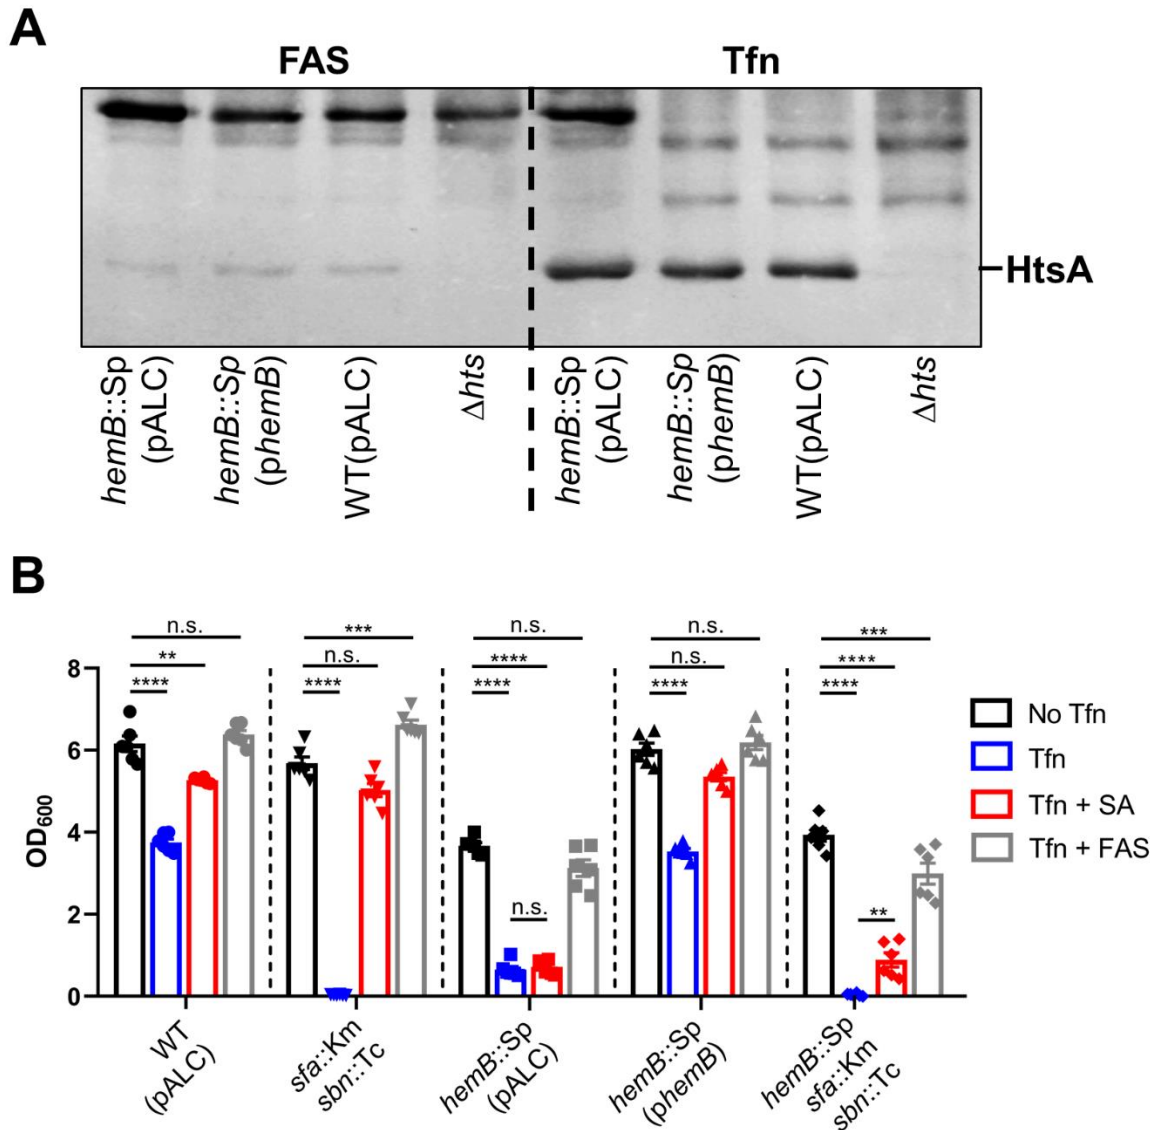 A
FAS Tfn
HtsA
hemB::Sp
(pALC)
hemB::Sp
(phemB)
WT(pALC)
Δhts
hemB::Sp
(pALC)
hemB::Sp
(phemB)
WT(pALC)
Δhts
B
n.s. *** n.s. n.s. ***
** n.s. **** n.s. ****
**** **** **** **** ****
n.s. **
8
6
4
2
0
OD600
No Tfn
Tfn
Tfn + SA
Tfn + FAS
WT
(pALC)
sfa::Km
sbn::Tc
hemB::Sp
(pALC)
hemB::Sp
(phemB)
hemB::Sp
sfa::Km
sbn::Tc